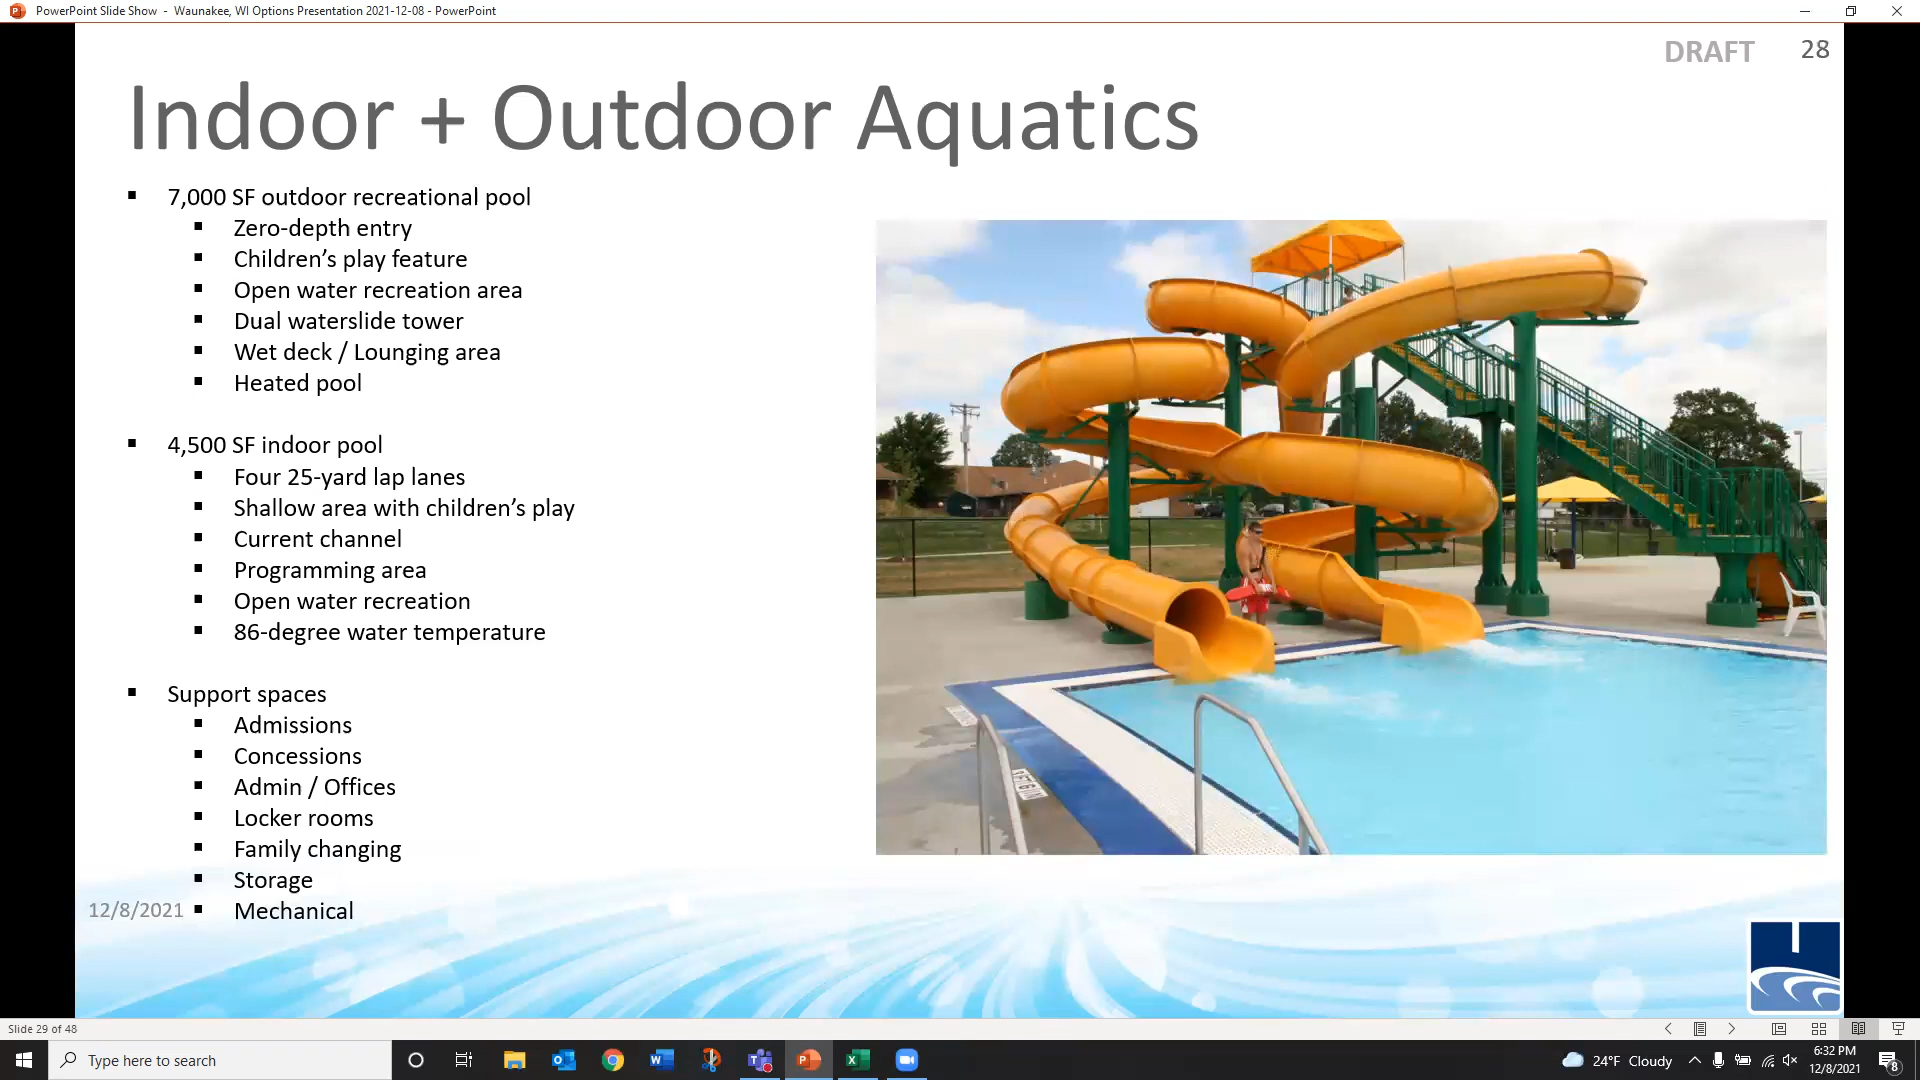 PowerPoint Slide Show - Waunakee, WI Options Presentation 2021-12-08 - PowerPoint
DRAFT 28
Indoor + Outdoor Aquatics
7,000 SF outdoor recreational pool
Zero-depth entry
Children’s play feature
Open water recreation area
Dual waterslide tower
Wet deck / Lounging area
Heated pool
4,500 SF indoor pool
Four 25-yard lap lanes
Shallow area with children’s play
Current channel
Programming area
Open water recreation
86-degree water temperature
Support spaces
Admissions
Concessions
Admin / Offices
Locker rooms
Family changing
Storage
Mechanical
12/8/2021
Slide 29 of 48
Type here to search
24°F Cloudy
6:32 PM
12/8/2021
8